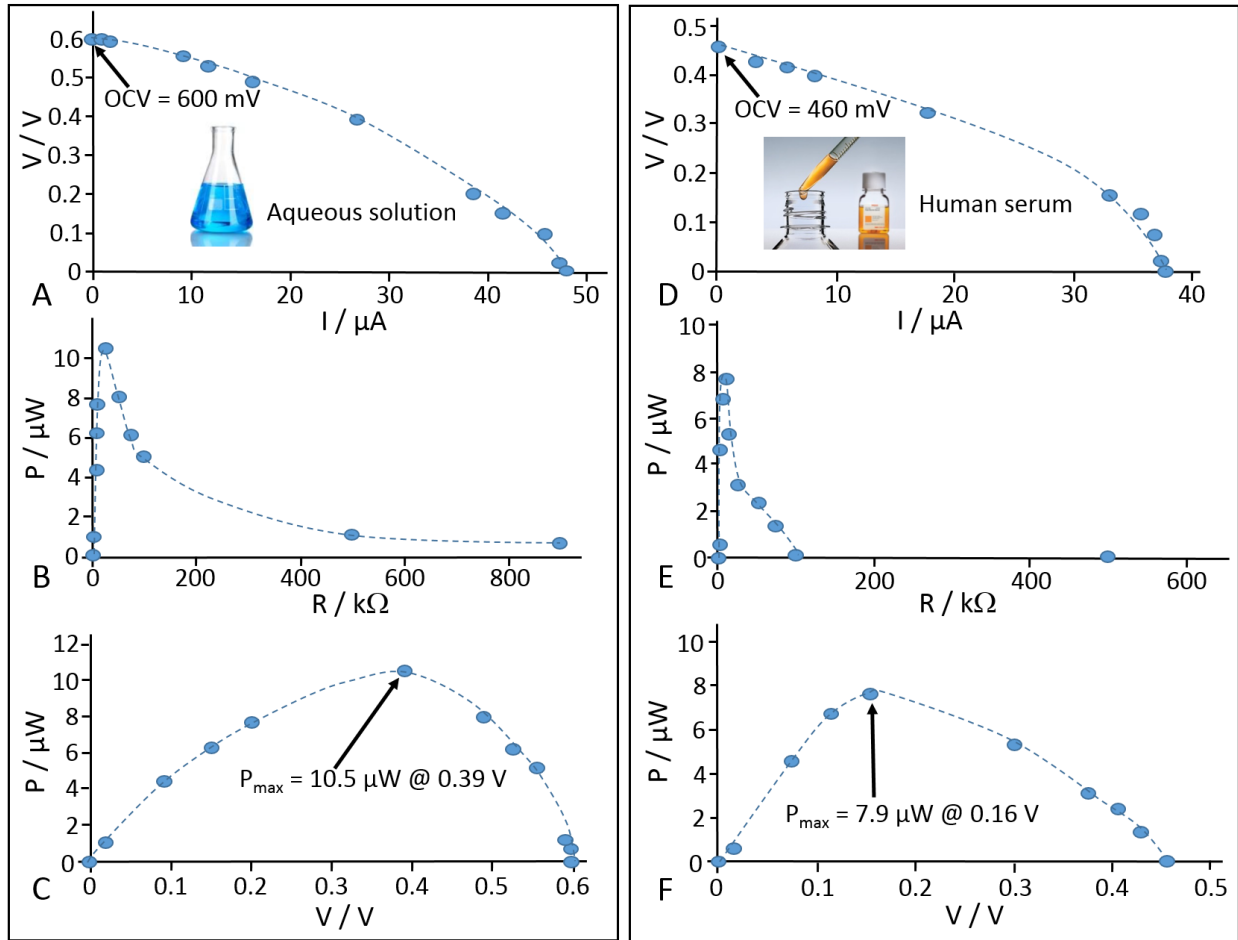 0.6
0.5
0.4
0.3
0.2
0.1
0
V / V
OCV = 600 mV
Aqueous solution
0 10 20 30 40 50
A
I / µA
10
8
6
4
2
0
P / µW
0 200 400 600 800
B
R / kΩ
12
10
8
6
4
2
0
P / µW
Pmax = 10.5 µW @ 0.39 V
0 0.1 0.2 0.3 0.4 0.5 0.6
C
V / V
0.5
0.4
0.3
0.2
0.1
0
V / V
OCV = 460 mV
Human serum
0 10 20 30 40
D
I / µA
10
8
6
4
2
0
P / µW
0 200 400 600
E
R / kΩ
10
8
6
4
2
0
P / µW
Pmax = 7.9 µW @ 0.16 V
0 0.1 0.2 0.3 0.4 0.5
F
V / V